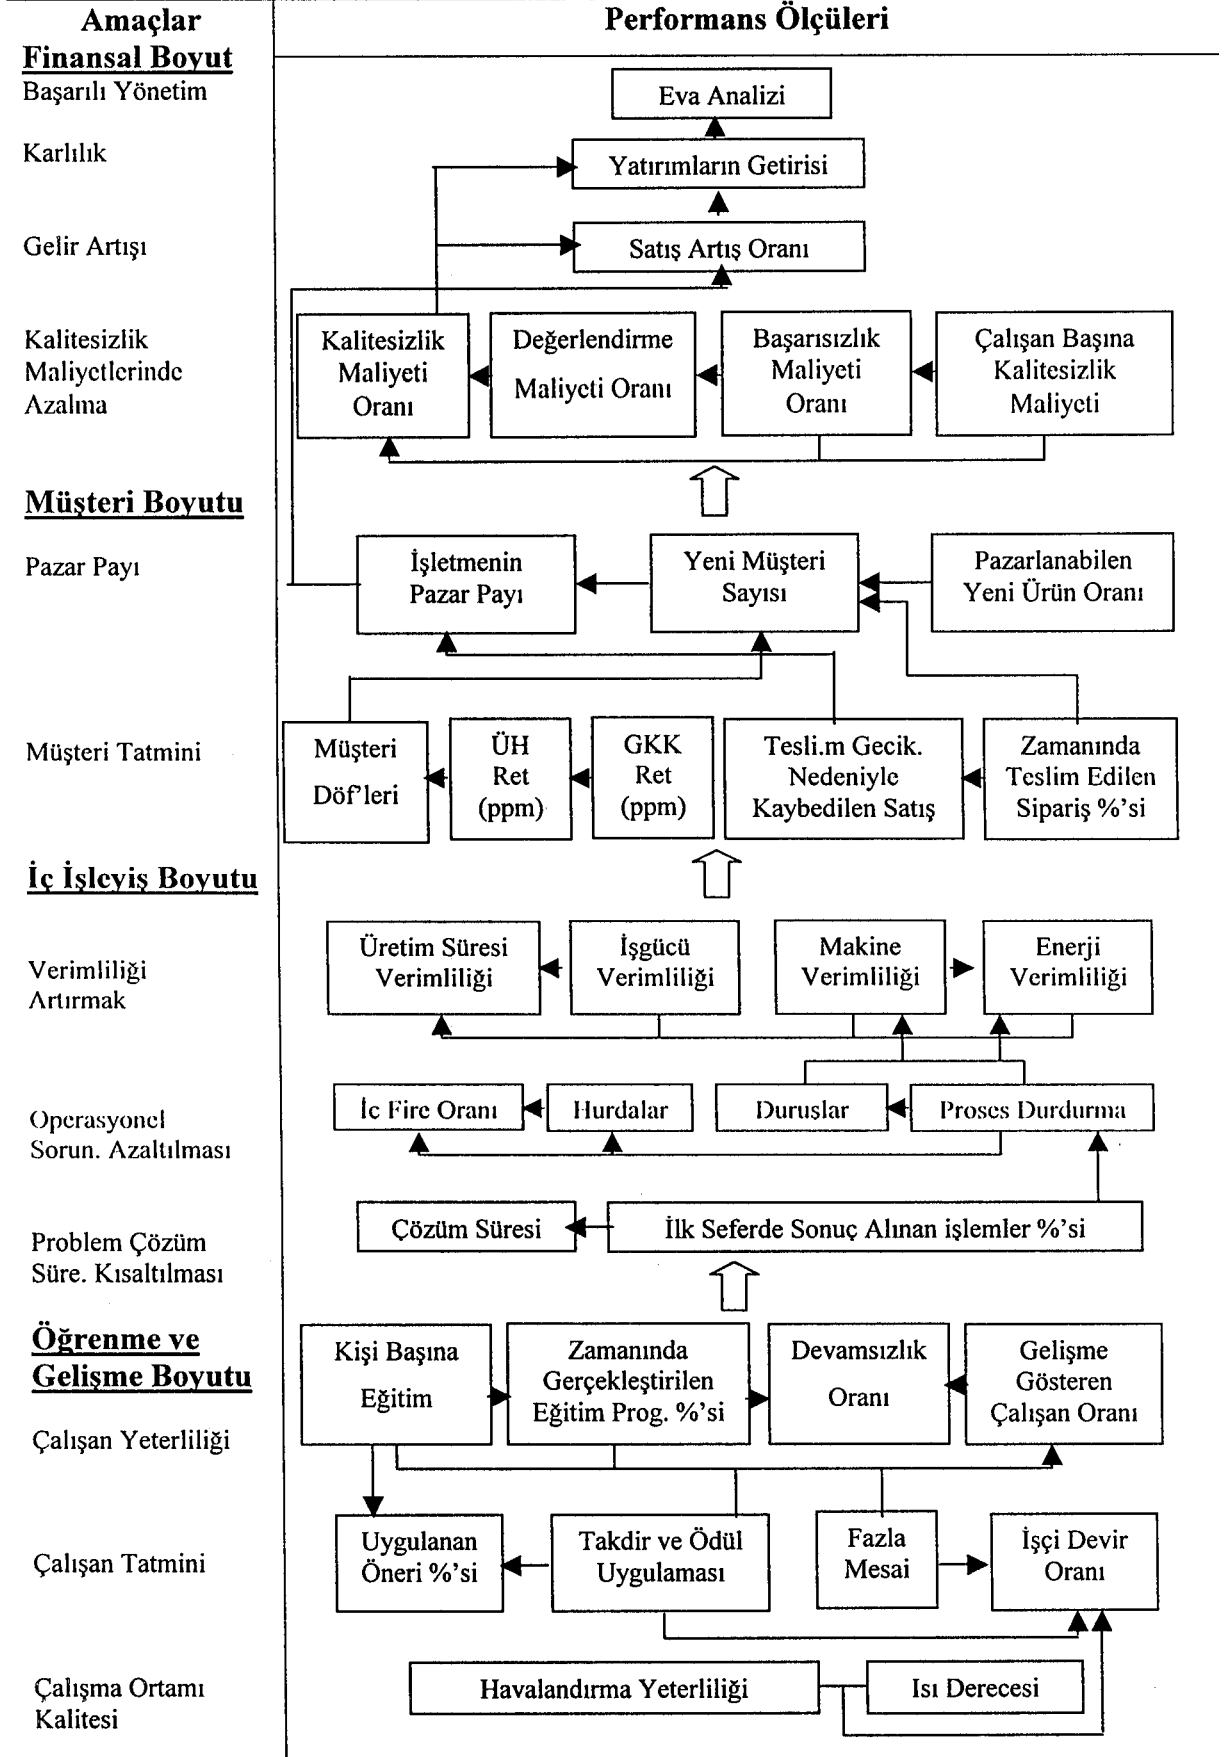 Amaçlar
Performans Ölçüleri
Finansal Boyut
Başarılı Yönetim
Eva Analizi
Karlılık
Yatırımların Getirisi
Gelir Artışı
Satış Artış Oranı
Kalitesizlik
Maliyetlerinde
Azalma
Kalitesizlik
Maliyeti
Oranı
Değerlendirme
Maliyeti Oranı
Başarısızlık
Maliyeti
Oranı
Çalışan Başına
Kalitesizlik
Maliyeti
Müşteri Boyutu
Pazar Payı
İşletmenin
Pazar Payı
Yeni Müşteri
Sayısı
Pazarlanabilen
Yeni Ürün Oranı
Müşteri Tatmini
Müşteri
Döf'leri
ÜH
Ret
(ppm)
GKK
Ret
(ppm)
Tesli.m Gecik.
Nedeniyle
Kaybedilen Satış
Zamanında
Teslim Edilen
Sipariş %'si
İç İşleyiş Boyutu
Verimliliği
Artırmak
Üretim Süresi
Verimliliği
İşgücü
Verimliliği
Makine
Verimliliği
Enerji
Verimliliği
Operasyonel
Sorun. Azaltılması
İç Fire Oranı
Hurdalar
Duruşlar
Proses Durdurma
Problem Çözüm
Süre. Kısaltılması
Çözüm Süresi
İlk Seferde Sonuç Alınan işlemler %'si
Öğrenme ve
Gelişme Boyutu
Çalışan Yeterliliği
Kişi Başına
Eğitim
Zamanında
Gerçekleştirilen
Eğitim Prog. %'si
Devamsızlık
Oranı
Gelişme
Gösteren
Çalışan Oranı
Çalışan Tatmini
Uygulanan
Öneri %'si
Takdir ve Ödül
Uygulaması
Fazla
Mesai
İşçi Devir
Oranı
Çalışma Ortamı
Kalitesi
Havalandırma Yeterliliği
Isı Derecesi